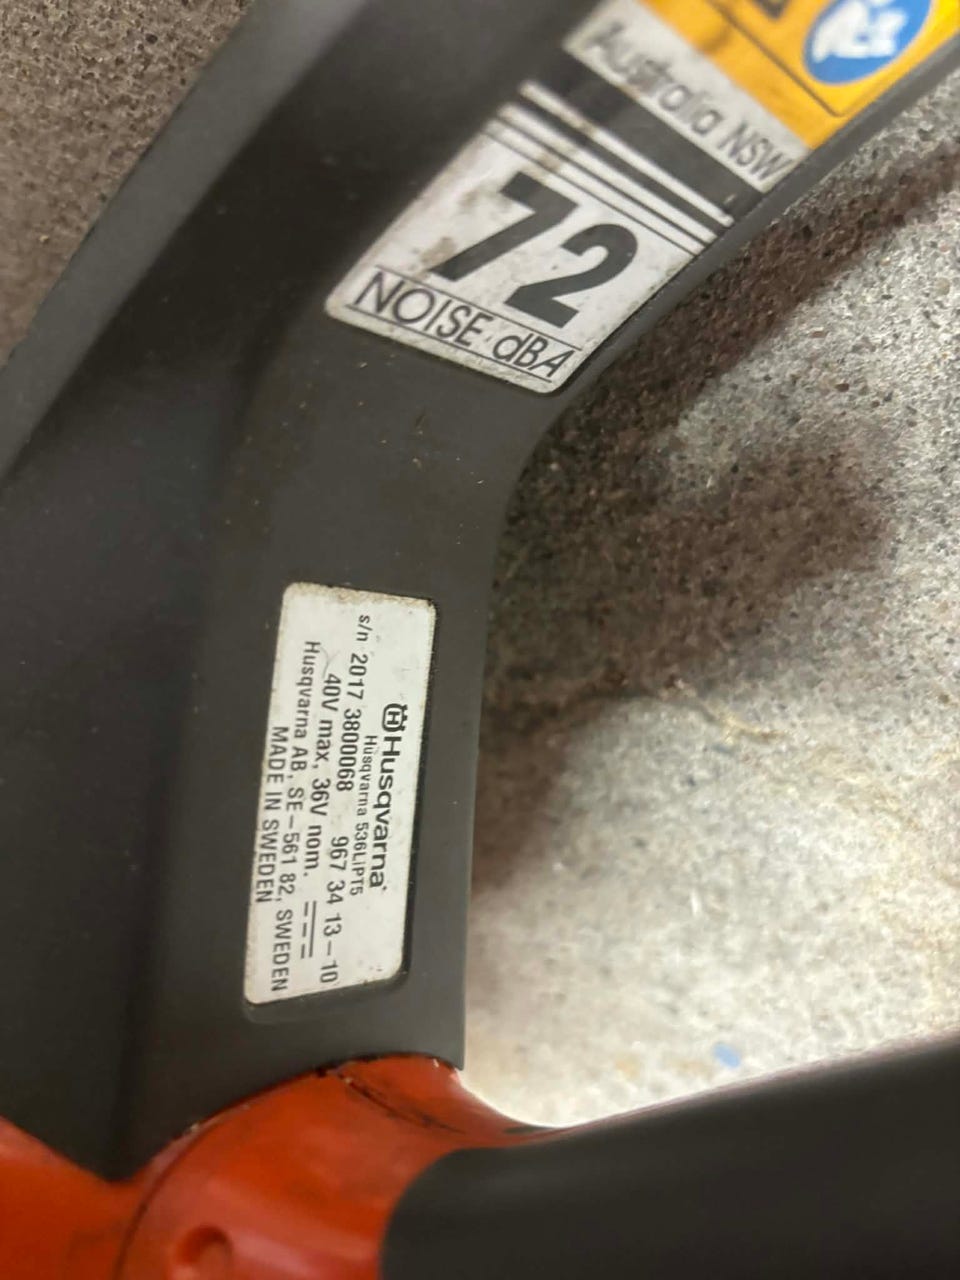 Australia NSW
72
NOISE dBA
Husqvarna
Husqvarna 536LiPT5
s/n 2017 3800068 967 34 13-10
40V max, 36V nom.
Husqvarna AB, SE-561 82, SWEDEN
MADE IN SWEDEN